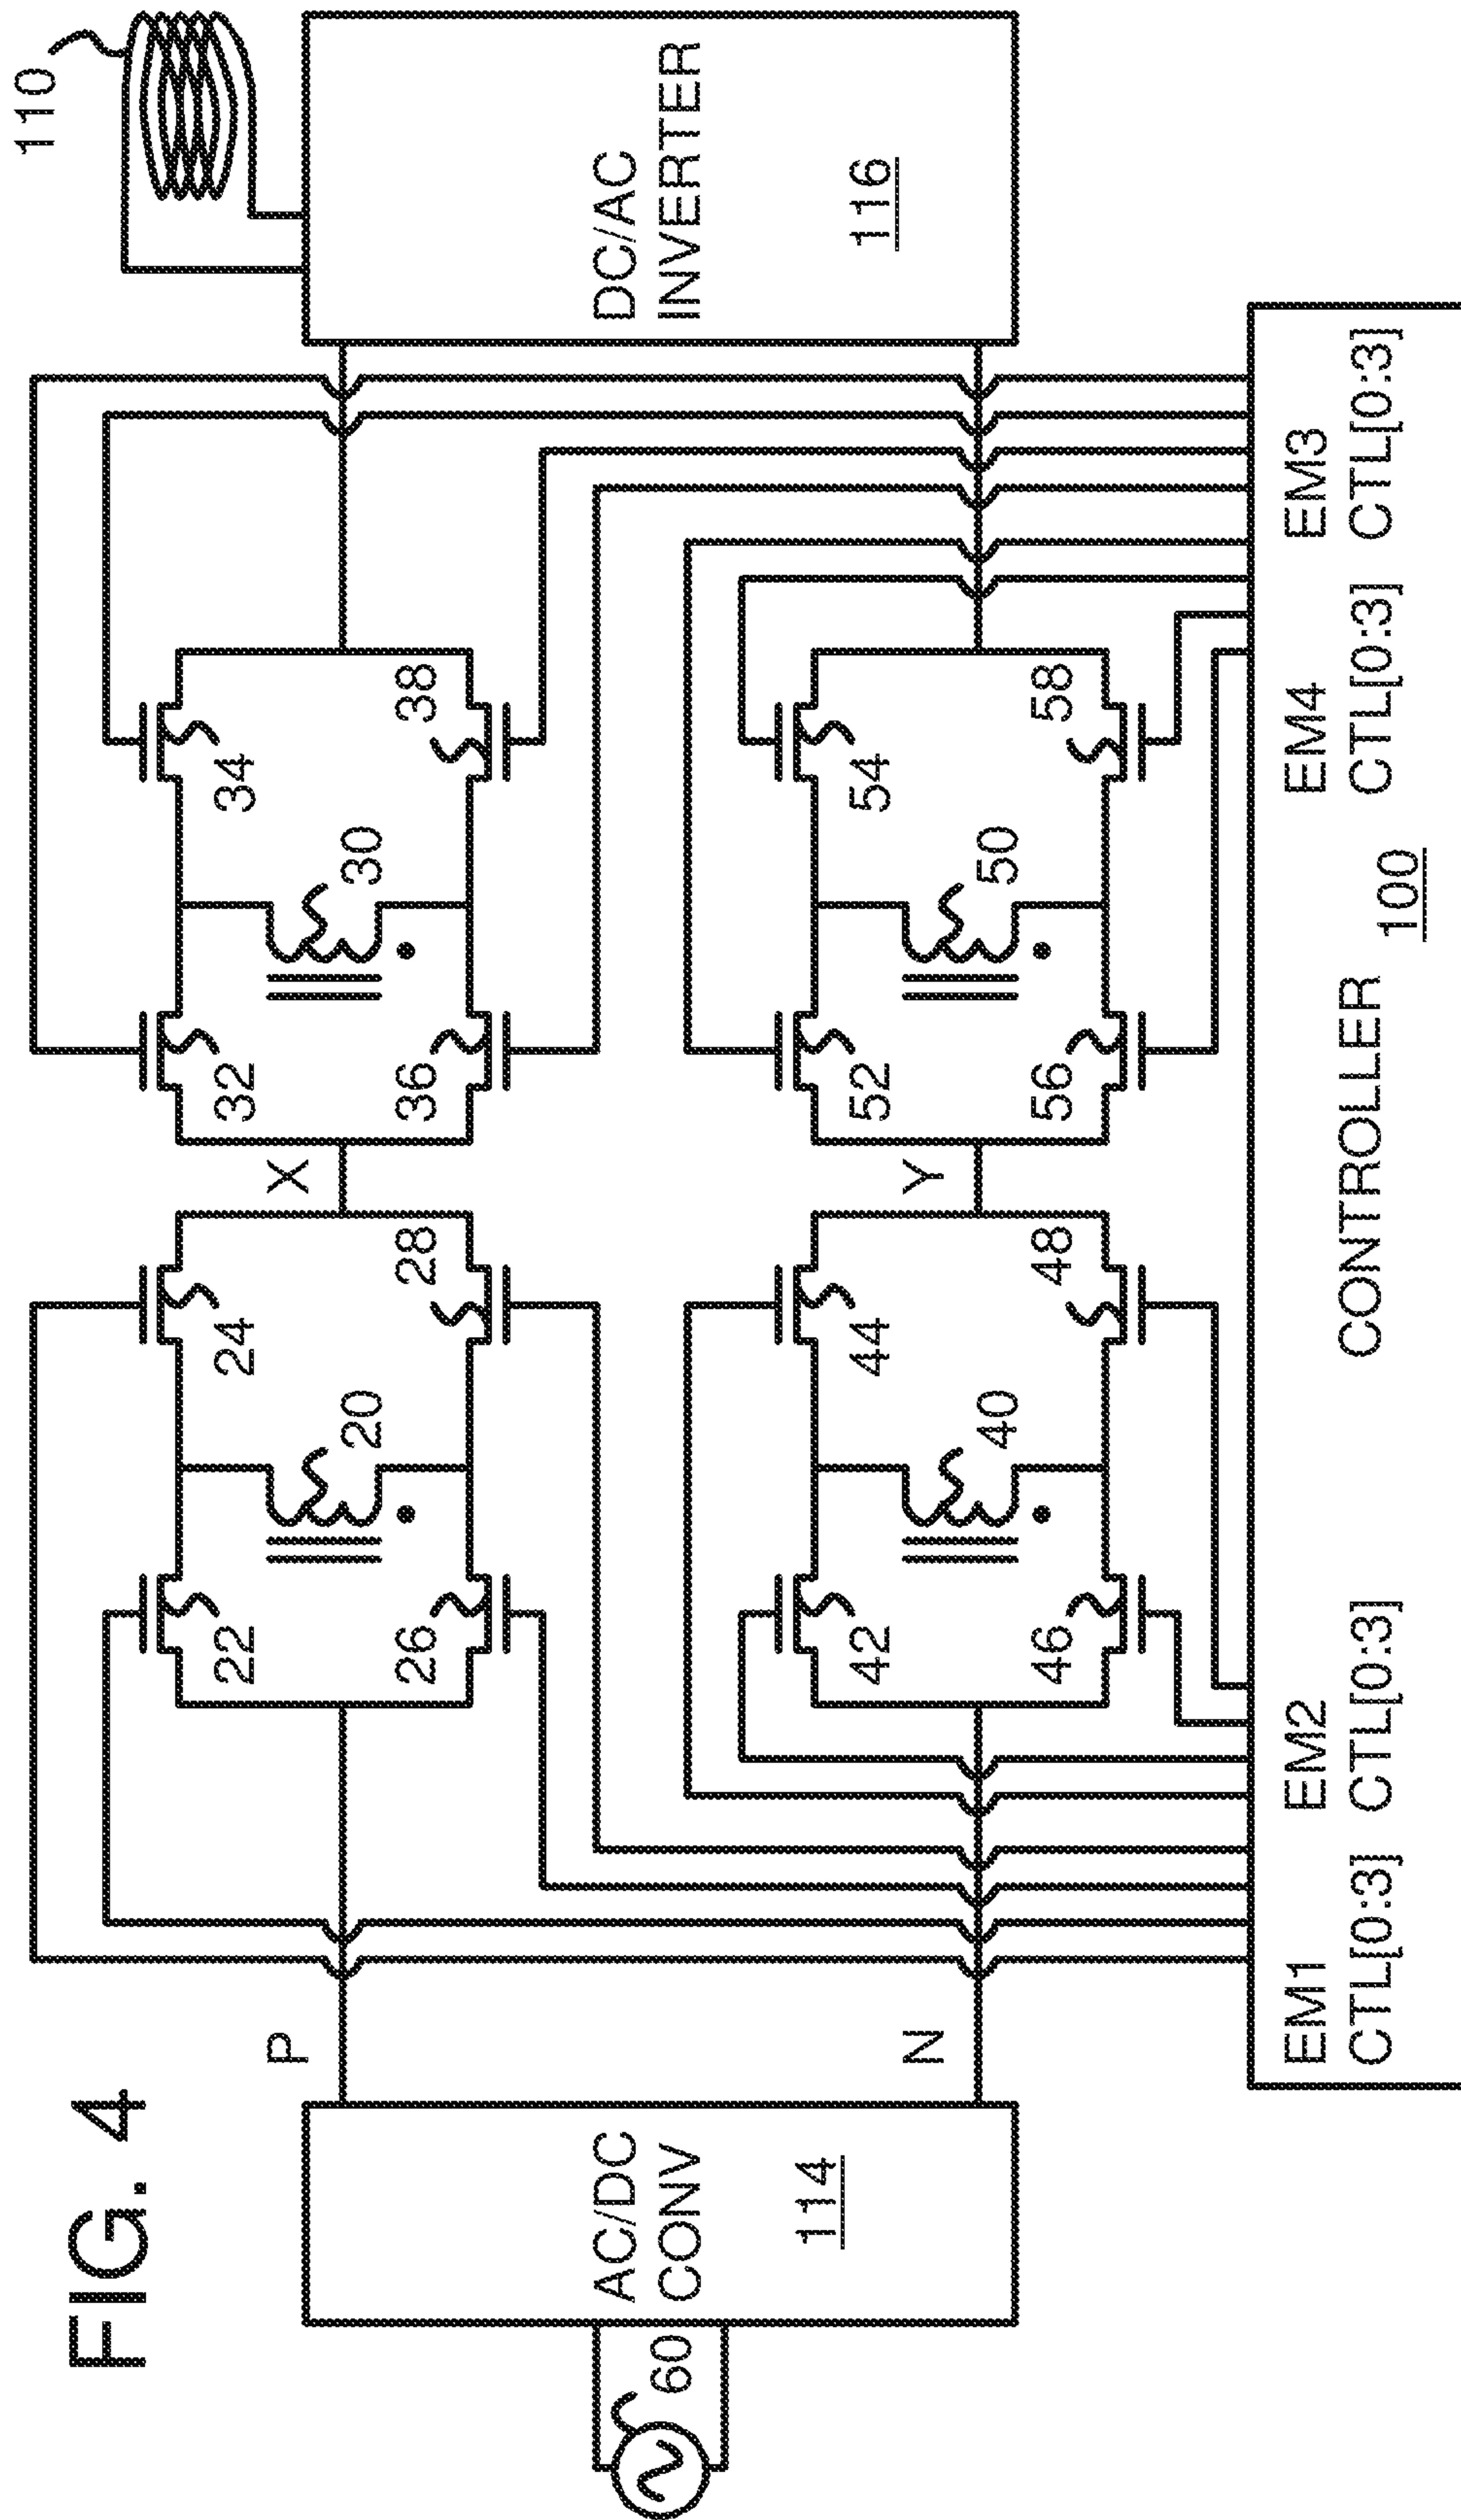 FIG. 4
110
P
X
22
24
32
34
20
30
26
28
36
38
60
AC/DC
CONV
114
DC/AC
INVERTER
116
N
Y
42
44
52
54
40
50
46
48
56
58
EM1
CTL[0:3]
EM2
CTL[0:3]
EM4
CTL[0:3]
EM3
CTL[0:3]
CONTROLLER
100